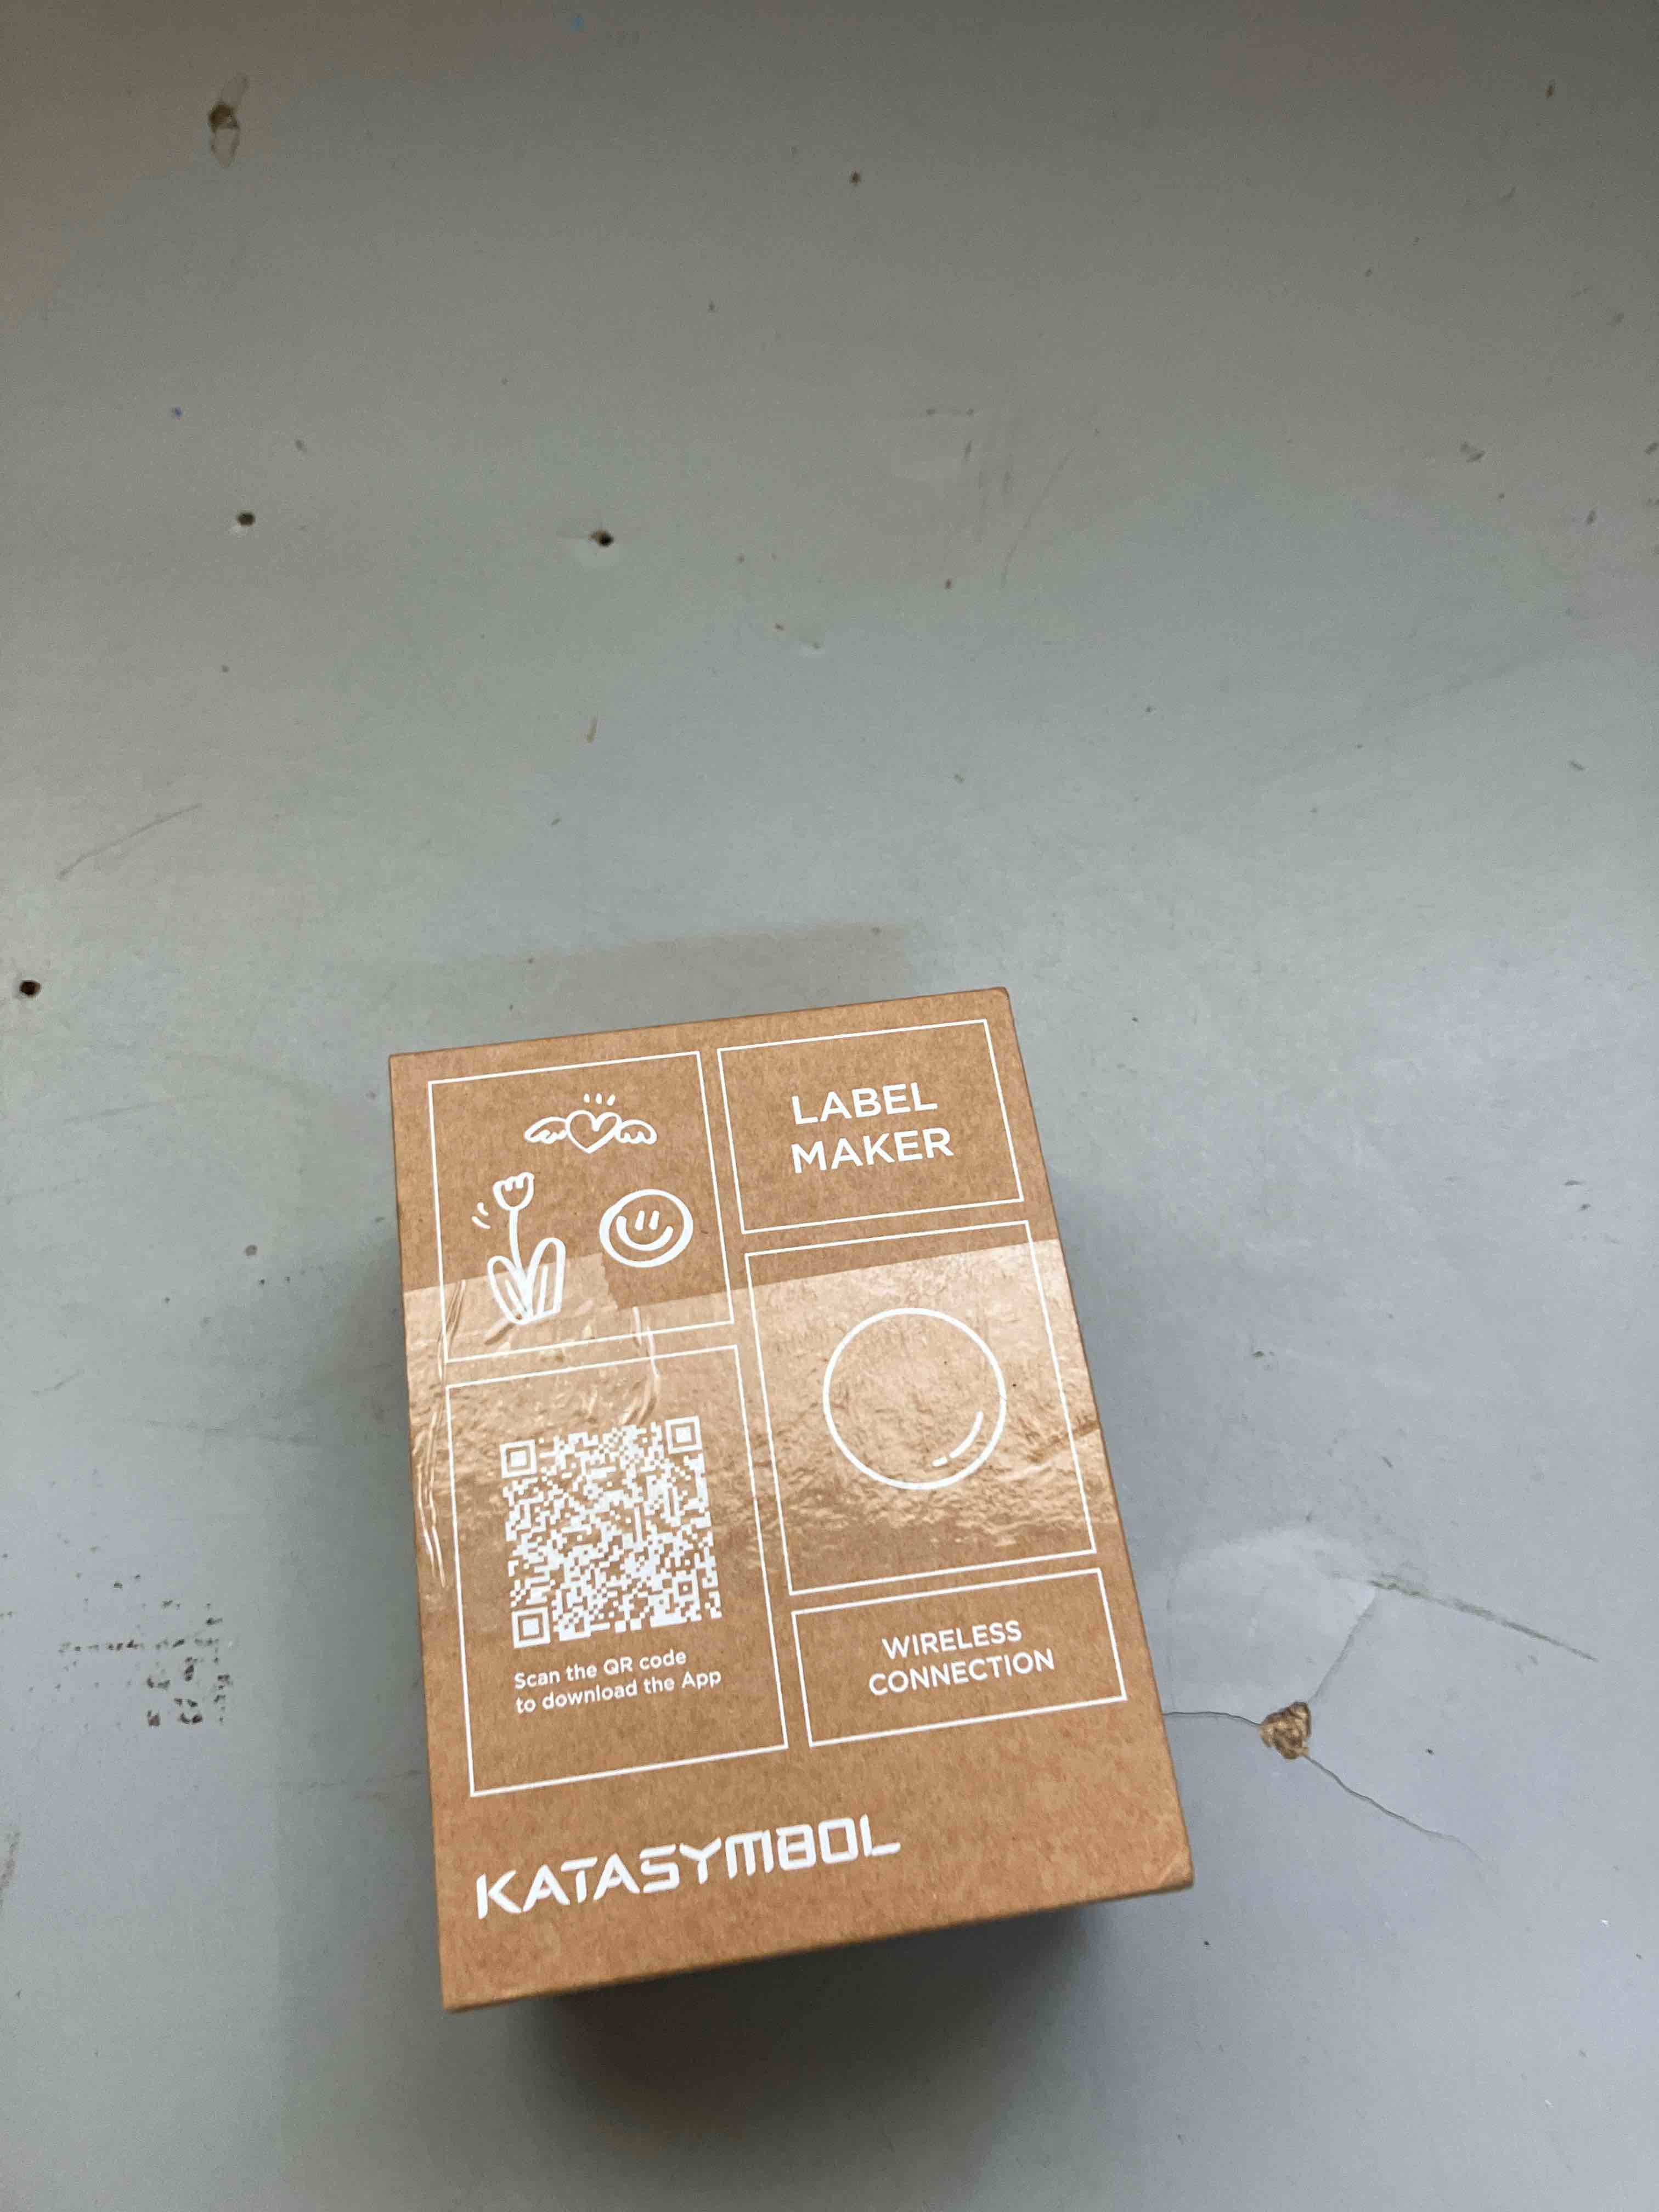 LABEL
MAKER
Scan the QR code
to download the App
WIRELESS
CONNECTION
KATASYMBOL